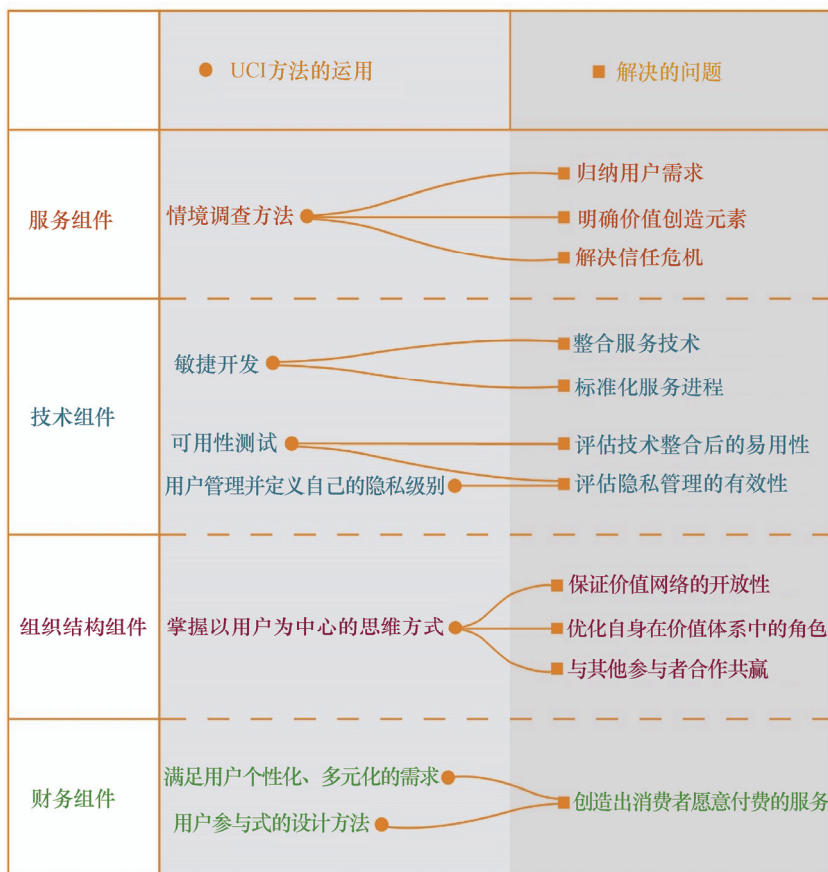 UCI方法的运用
解决的问题
服务组件
情境调查方法
归纳用户需求
明确价值创造元素
解决信任危机
技术组件
敏捷开发
整合服务技术
标准化服务进程
可用性测试
评估技术整合后的易用性
用户管理并定义自己的隐私级别
评估隐私管理的有效性
组织结构组件
掌握以用户为中心的思维方式
保证价值网络的开放性
优化自身在价值体系中的角色
与其他参与者合作共赢
财务组件
满足用户个性化、多元化的需求
用户参与式的设计方法
创造出消费者愿意付费的服务